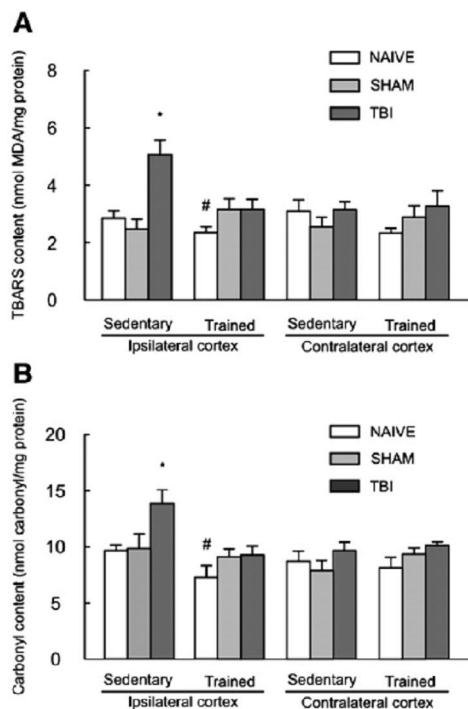 A
TBARS content (nmol MDA/mg protein)
8
6
4
2
0
NAIVE
SHAM
TBI
*
#
Sedentary Trained Sedentary Trained
Ipsilateral cortex Contralateral cortex
B
Carbonyl content (nmol carbonyl/mg protein)
20
15
10
5
0
NAIVE
SHAM
TBI
*
#
Sedentary Trained Sedentary Trained
Ipsilateral cortex Contralateral cortex